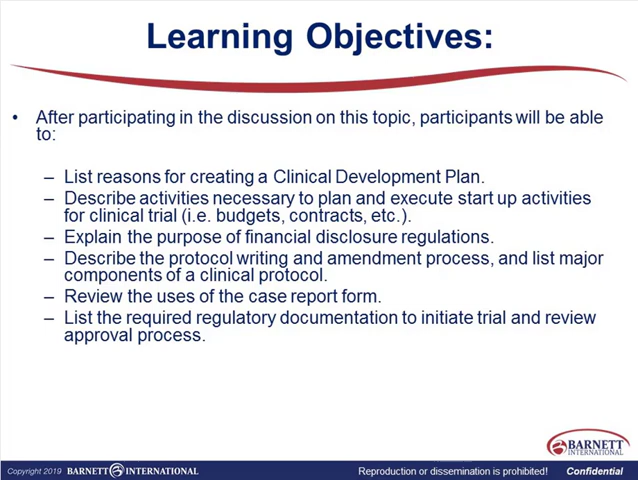 Learning Objectives:
• After participating in the discussion on this topic, participants will be able
to:
– List reasons for creating a Clinical Development Plan.
– Describe activities necessary to plan and execute start up activities
for clinical trial (i.e. budgets, contracts, etc.).
– Explain the purpose of financial disclosure regulations.
– Describe the protocol writing and amendment process, and list major
components of a clinical protocol.
– Review the uses of the case report form.
– List the required regulatory documentation to initiate trial and review
approval process.
BARNETT
INTERNATIONAL
Copyright 2019 BARNETT INTERNATIONAL Reproduction or dissemination is prohibited! Confidential